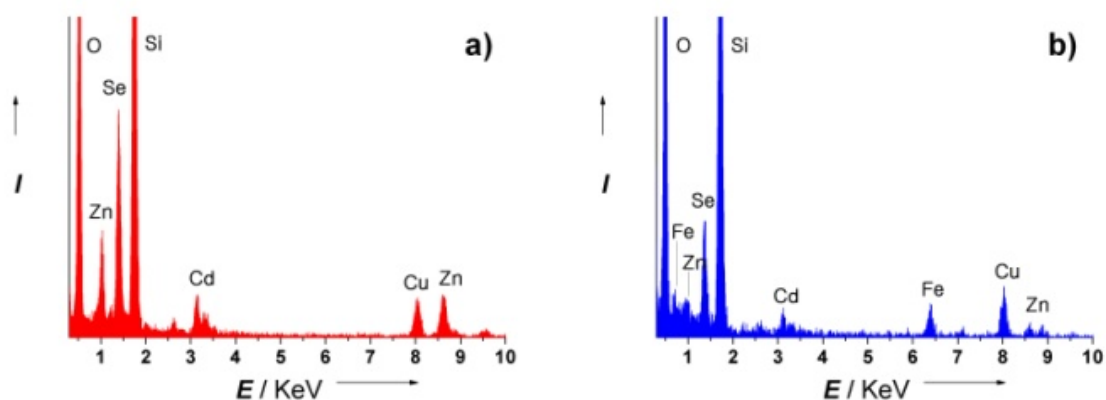 a)
O
Si
Se
Zn
Cd
Cu
Zn
I
1 2 3 4 5 6 7 8 9 10
E / KeV
b)
O
Si
Se
Fe
Zn
Cd
Fe
Cu
Zn
I
1 2 3 4 5 6 7 8 9 10
E / KeV